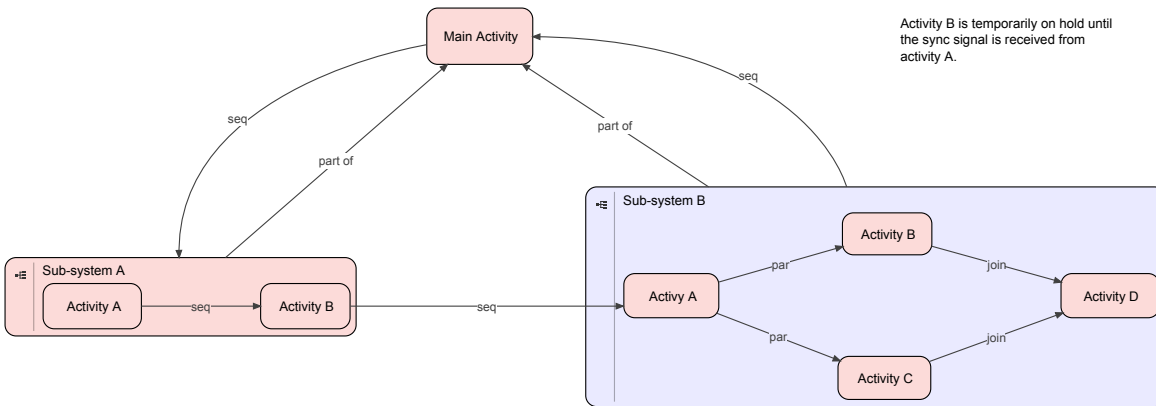 Main Activity
Activity B is temporarily on hold until
the sync signal is received from
activity A.
seq
seq
part of
part of
Sub-system B
Activity B
par
join
Sub-system A
Activity A
seq
Activity B
seq
Activy A
Activity D
par
join
Activity C